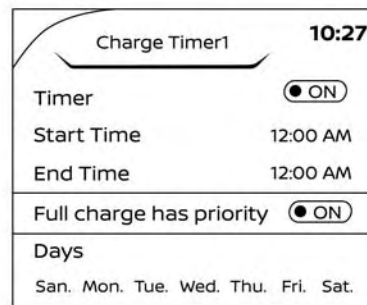 Charge Timer1 10:27
Timer ON
Start Time 12:00 AM
End Time 12:00 AM
Full charge has priority ON
Days
San. Mon. Tue. Wed. Thu. Fri. Sat.